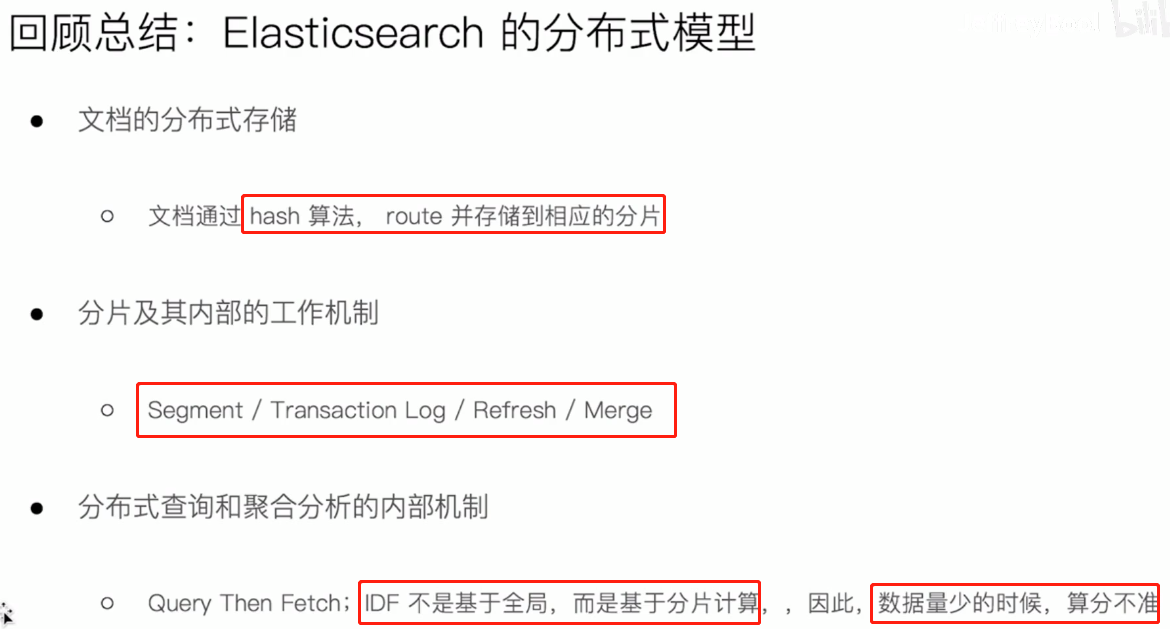 回顾总结：Elasticsearch 的分布式模型
文档的分布式存储
文档通过 hash 算法， route 并存储到相应的分片
分片及其内部的工作机制
Segment / Transaction Log / Refresh / Merge
分布式查询和聚合分析的内部机制
Query Then Fetch；IDF 不是基于全局，而是基于分片计算，，因此，数据量少的时候，算分不准